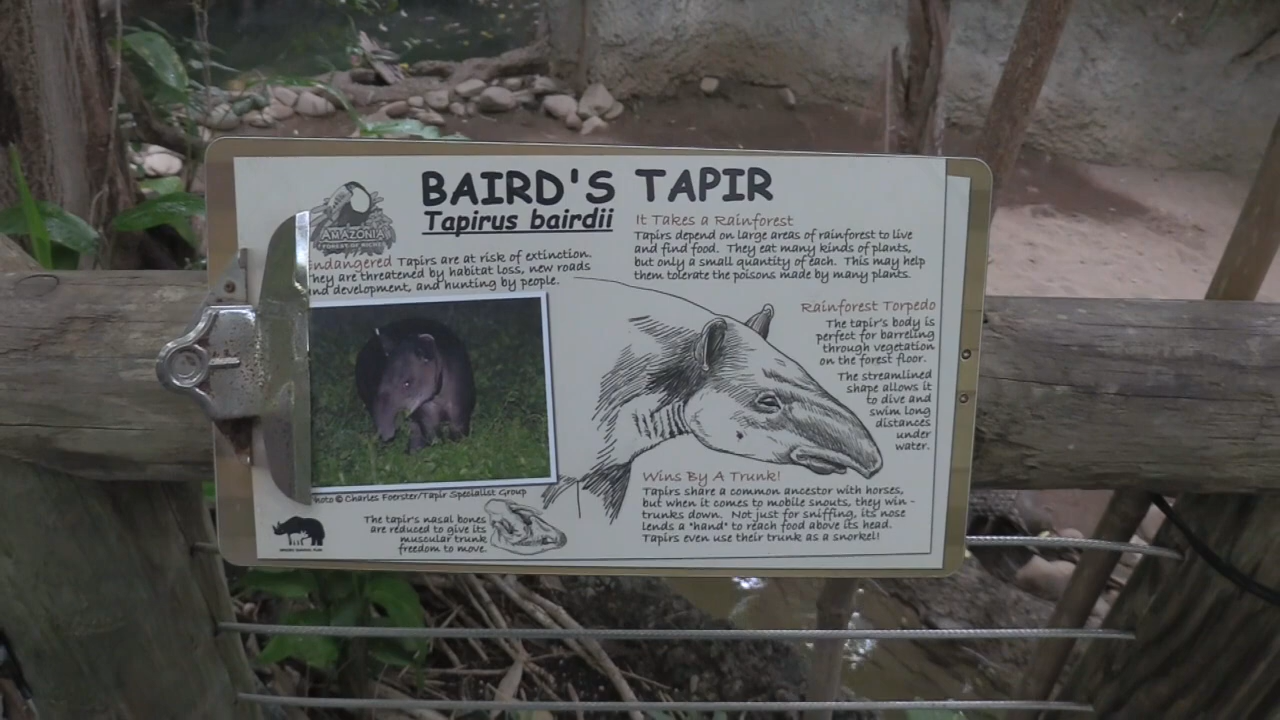 BAIRD'S TAPIR
Tapirus bairdii
AMAZONIA
FOREST OF RICHES
Endangered Tapirs are at risk of extinction.
They are threatened by habitat loss, new roads
and development, and hunting by people.
Photo © Charles Foerster/Tapir Specialist Group
The tapir's nasal bones
are reduced to give its
muscular trunk
freedom to move.
It Takes a Rainforest
Tapirs depend on large areas of rainforest to live
and find food. They eat many kinds of plants,
but only a small quantity of each. This may help
them tolerate the poisons made by many plants.
Rainforest Torpedo
The tapir's body is
perfect for barreling
through vegetation
on the forest floor.
The streamlined
shape allows it
to dive and
swim long
distances
under
water.
Wins By A Trunk!
Tapirs share a common ancestor with horses,
but when it comes to mobile snouts, they win -
trunks down. Not just for sniffing, its nose
lends a "hand" to reach food above its head.
Tapirs even use their trunk as a snorkel!